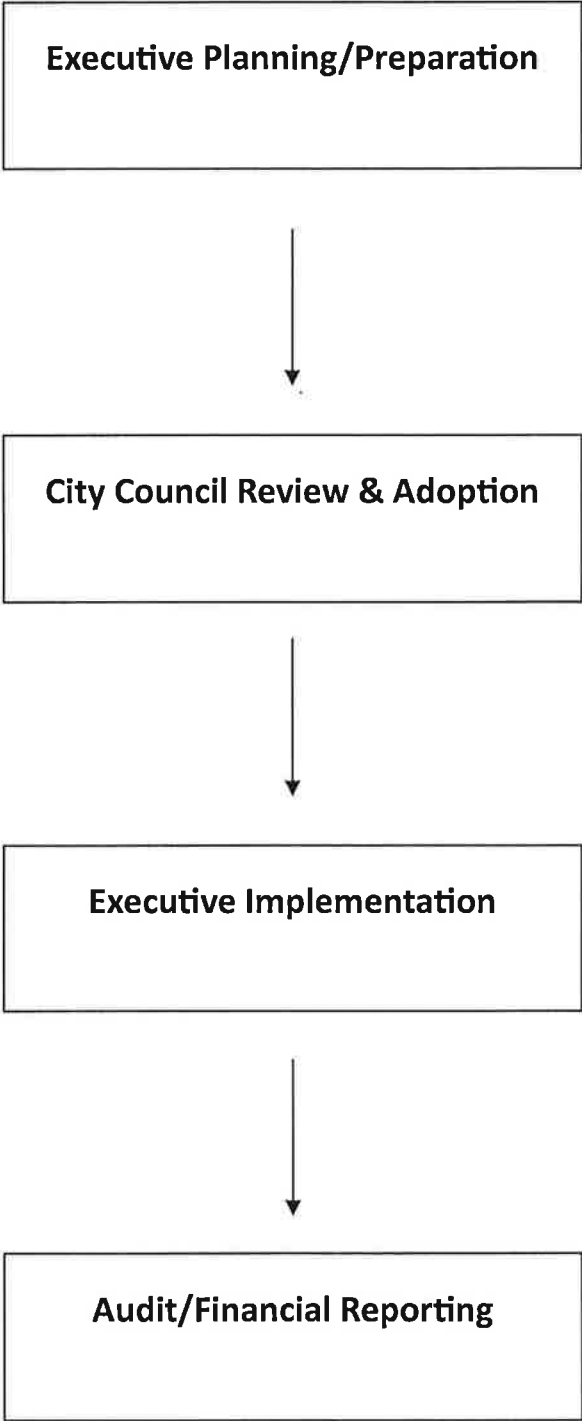 Executive Planning/Preparation
City Council Review & Adoption
Executive Implementation
Audit/Financial Reporting